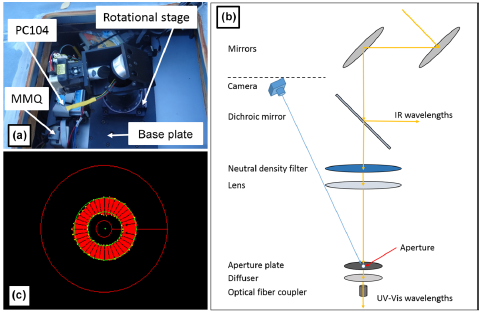 PC104
Rotational stage
MMQ
Base plate
(a)
(c)
(b)
Mirrors
Camera
Dichroic mirror
IR wavelengths
Neutral density filter
Lens
Aperture
Aperture plate
Diffuser
Optical fiber coupler
UV-Vis wavelengths